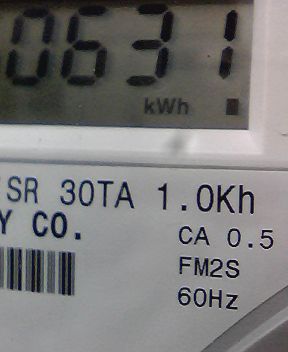 0631
kWh
SR 30TA 1.0Kh
Y CO.
CA 0.5
FM2S
60Hz